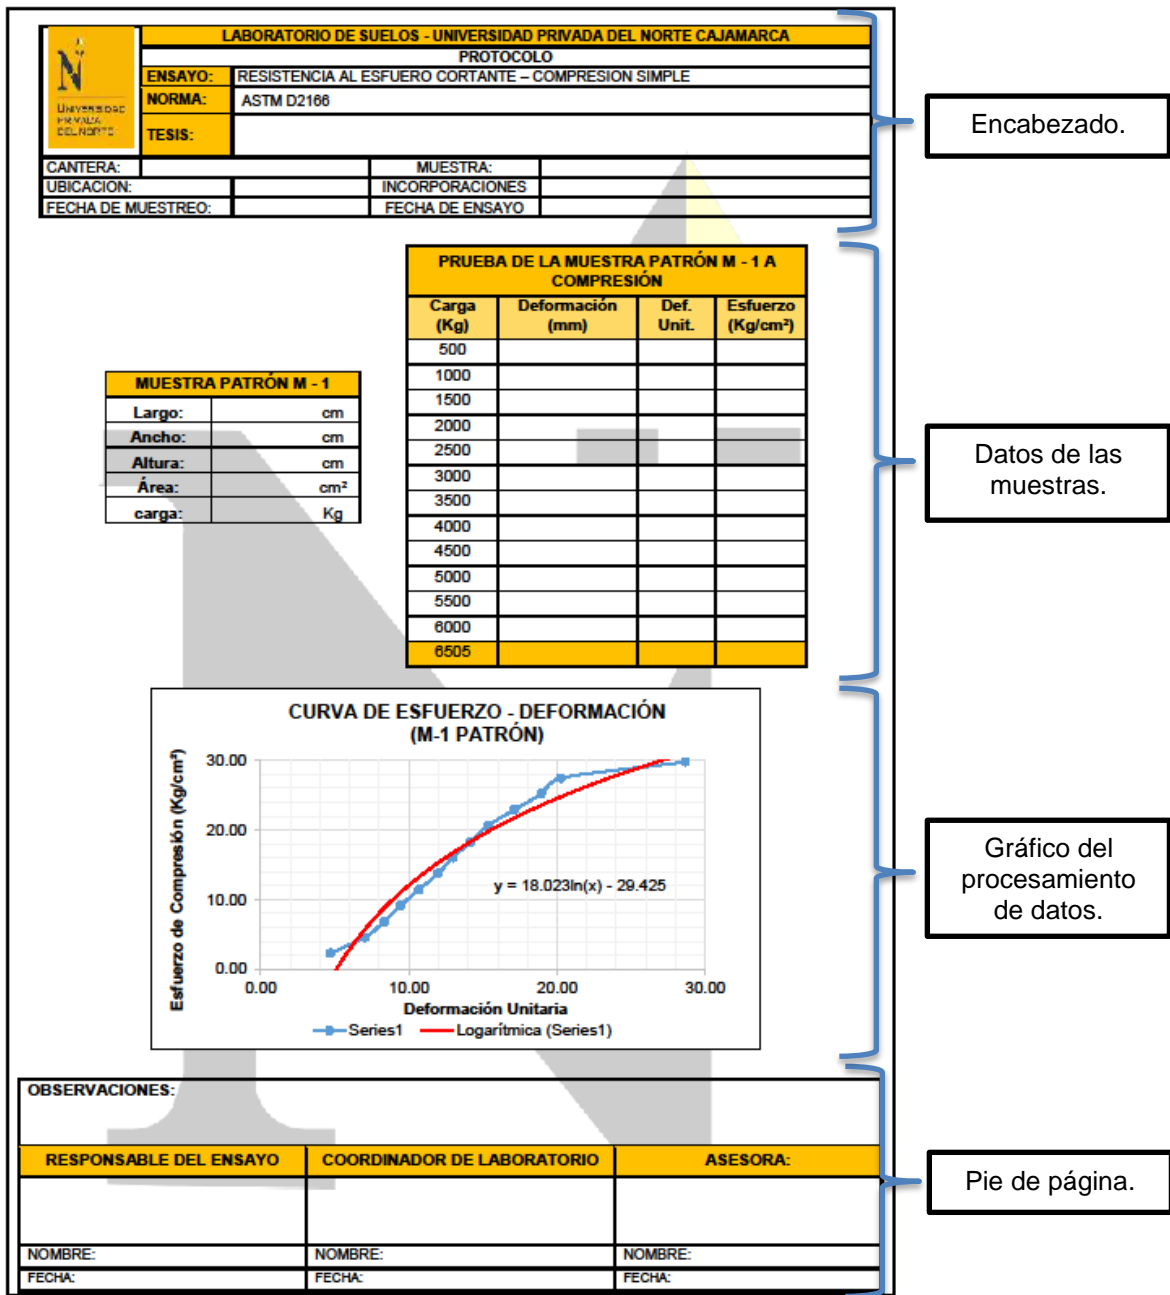 LABORATORIO DE SUELOS - UNIVERSIDAD PRIVADA DEL NORTE CAJAMARCA
PROTOCOLO
N
UNIVERSIDAD
PRIVADA
DEL NORTE
ENSAYO: RESISTENCIA AL ESFUERO CORTANTE – COMPRESION SIMPLE
NORMA: ASTM D2166
TESIS:
CANTERA: MUESTRA:
UBICACION: INCORPORACIONES
FECHA DE MUESTREO: FECHA DE ENSAYO
Encabezado.
PRUEBA DE LA MUESTRA PATRÓN M - 1 A
COMPRESIÓN
Carga Deformación Def. Esfuerzo
(Kg) (mm) Unit. (Kg/cm²)
500
1000
1500
2000
2500
3000
3500
4000
4500
5000
5500
6000
6505
MUESTRA PATRÓN M - 1
Largo: cm
Ancho: cm
Altura: cm
Área: cm²
carga: Kg
Datos de las
muestras.
CURVA DE ESFUERZO - DEFORMACIÓN
(M-1 PATRÓN)
Esfuerzo de Compresión (Kg/cm²)
30.00
20.00
10.00
0.00
y = 18.023ln(x) - 29.425
0.00 10.00 20.00 30.00
Deformación Unitaria
Series1 Logarítmica (Series1)
Gráfico del
procesamiento
de datos.
OBSERVACIONES:
RESPONSABLE DEL ENSAYO COORDINADOR DE LABORATORIO ASESORA:
NOMBRE: NOMBRE: NOMBRE:
FECHA: FECHA: FECHA:
Pie de página.